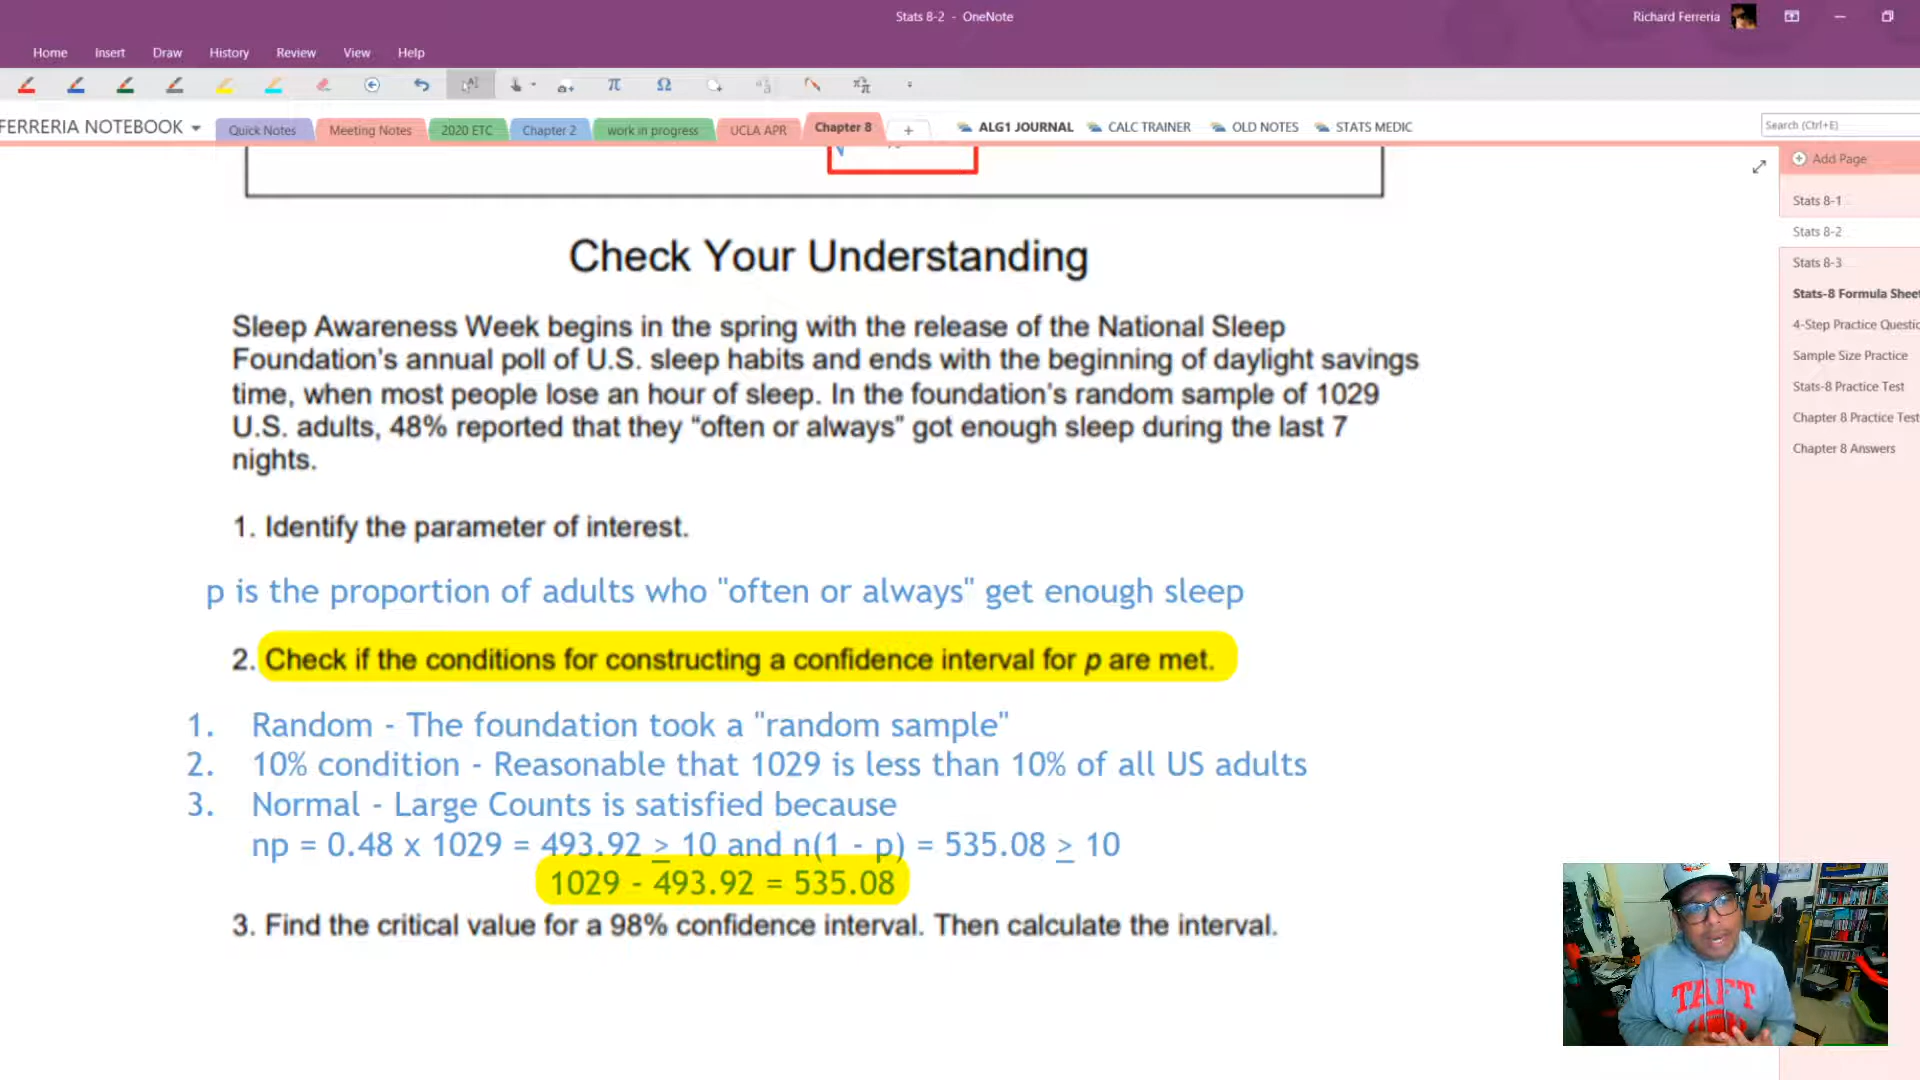 Stats 8-2 - OneNote
Richard Ferreria
Home Insert Draw History Review View Help
FERRERIA NOTEBOOK
Quick Notes Meeting Notes 2020 ETC Chapter 2 work in progress UCLA APR Chapter 8 + ALG1 JOURNAL CALC TRAINER OLD NOTES STATS MEDIC
Search (Ctrl+E)
Add Page
Stats 8-1
Stats 8-2
Stats 8-3
Stats-8 Formula Sheet
4-Step Practice Questio
Sample Size Practice
Stats-8 Practice Test
Chapter 8 Practice Test
Chapter 8 Answers
Check Your Understanding
Sleep Awareness Week begins in the spring with the release of the National Sleep
Foundation's annual poll of U.S. sleep habits and ends with the beginning of daylight savings
time, when most people lose an hour of sleep. In the foundation's random sample of 1029
U.S. adults, 48% reported that they “often or always” got enough sleep during the last 7
nights.
1. Identify the parameter of interest.
p is the proportion of adults who "often or always" get enough sleep
2. Check if the conditions for constructing a confidence interval for p are met.
1. Random - The foundation took a "random sample"
2. 10% condition - Reasonable that 1029 is less than 10% of all US adults
3. Normal - Large Counts is satisfied because
np = 0.48 x 1029 = 493.92 ≥ 10 and n(1 - p) = 535.08 ≥ 10
1029 - 493.92 = 535.08
3. Find the critical value for a 98% confidence interval. Then calculate the interval.
TAFT